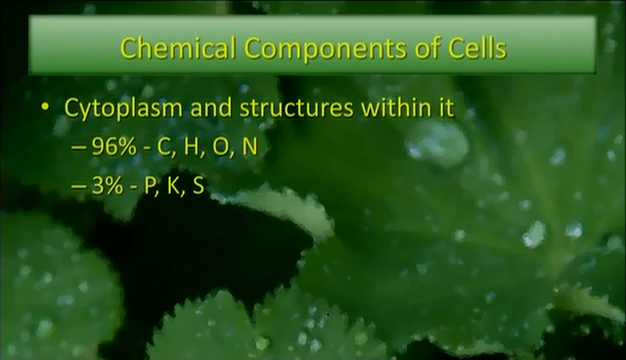 Chemical Components of Cells
• Cytoplasm and structures within it
– 96% - C, H, O, N
– 3% - P, K, S